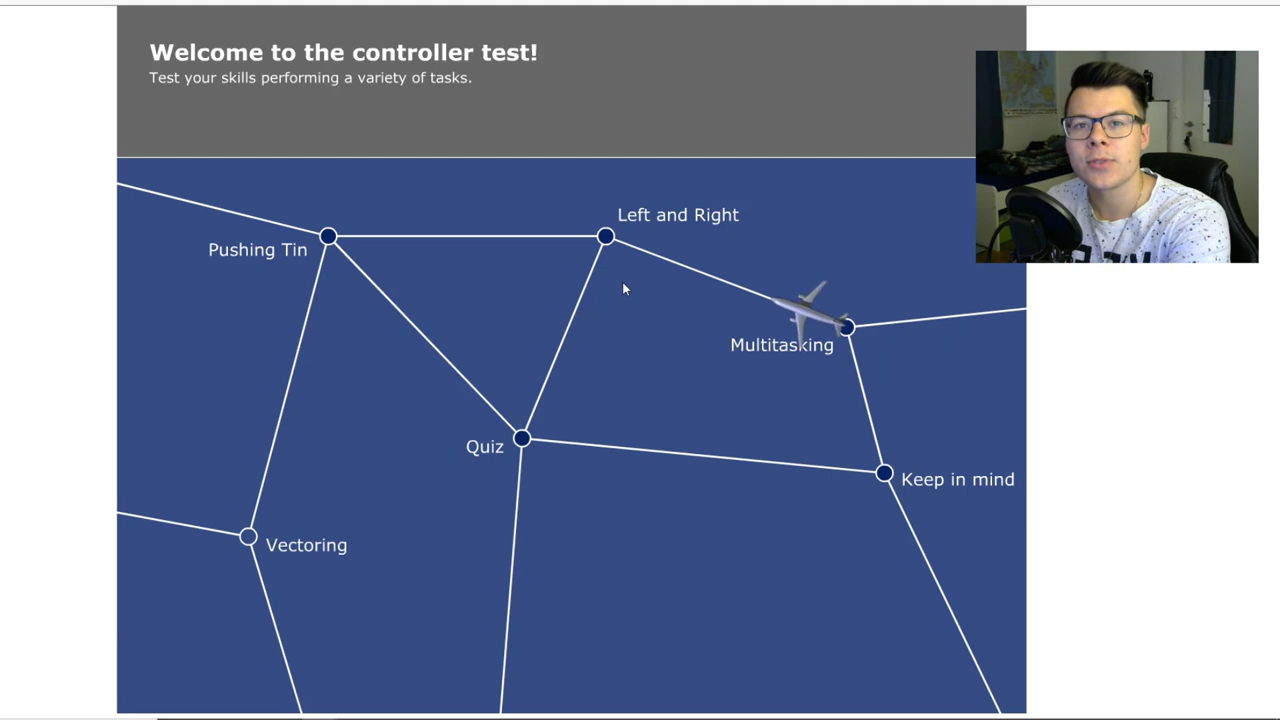 Welcome to the controller test!
Test your skills performing a variety of tasks.
Left and Right
Pushing Tin
Multitasking
Quiz
Keep in mind
Vectoring